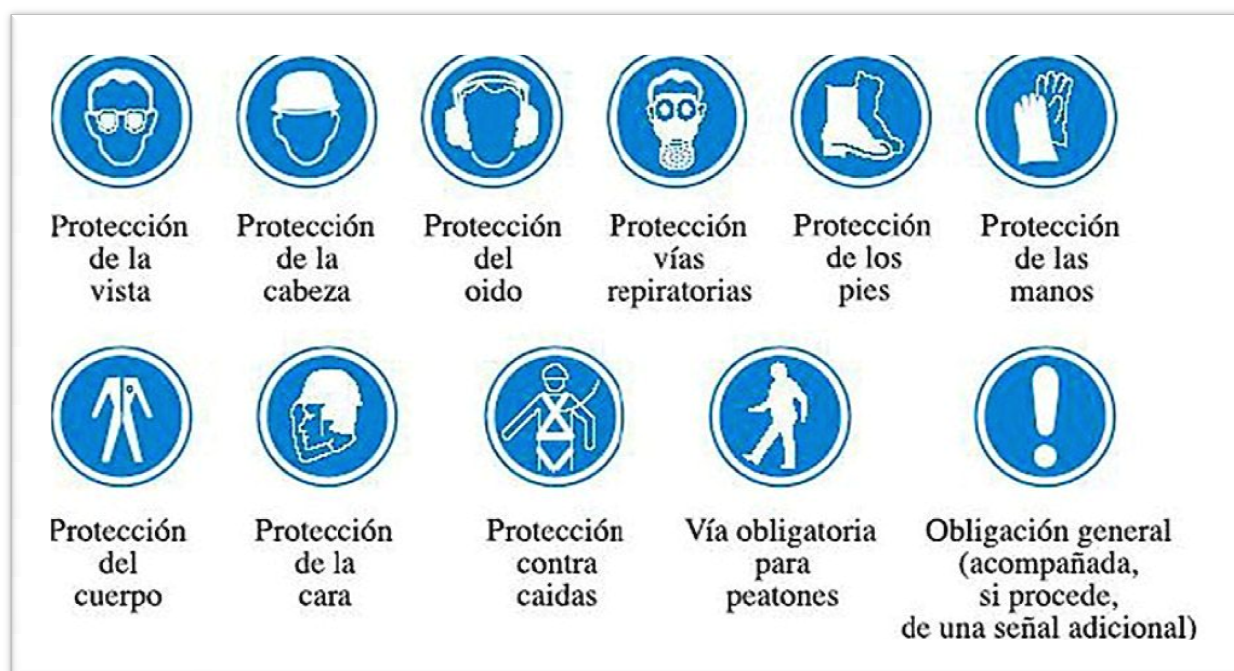 Protección
de la
vista
Protección
de la
cabeza
Protección
del
oido
Protección
vías
repiratorias
Protección
de los
pies
Protección
de las
manos
Protección
del
cuerpo
Protección
de la
cara
Protección
contra
caidas
Vía obligatoria
para
peatones
Obligación general
(acompañada,
si procede,
de una señal adicional)